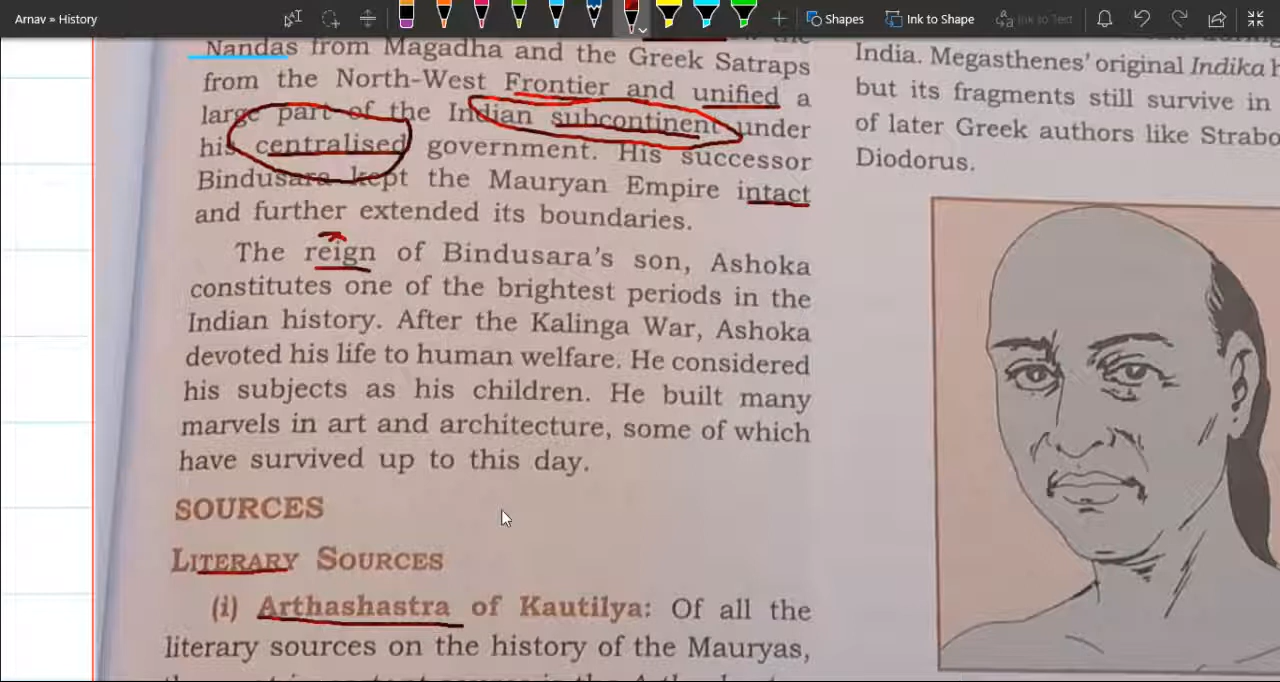 Arnav » History
Shapes
Ink to Shape
Ink to Text
Nandas from Magadha and the Greek Satraps
from the North-West Frontier and unified a
large part of the Indian subcontinent under
his centralised government. His successor
Bindusara kept the Mauryan Empire intact
and further extended its boundaries.
The reign of Bindusara's son, Ashoka
constitutes one of the brightest periods in the
Indian history. After the Kalinga War, Ashoka
devoted his life to human welfare. He considered
his subjects as his children. He built many
marvels in art and architecture, some of which
have survived up to this day.
SOURCES
LITERARY SOURCES
(i) Arthashastra of Kautilya: Of all the
literary sources on the history of the Mauryas,
India. Megasthenes' original Indika
but its fragments still survive in
of later Greek authors like Strabo
Diodorus.